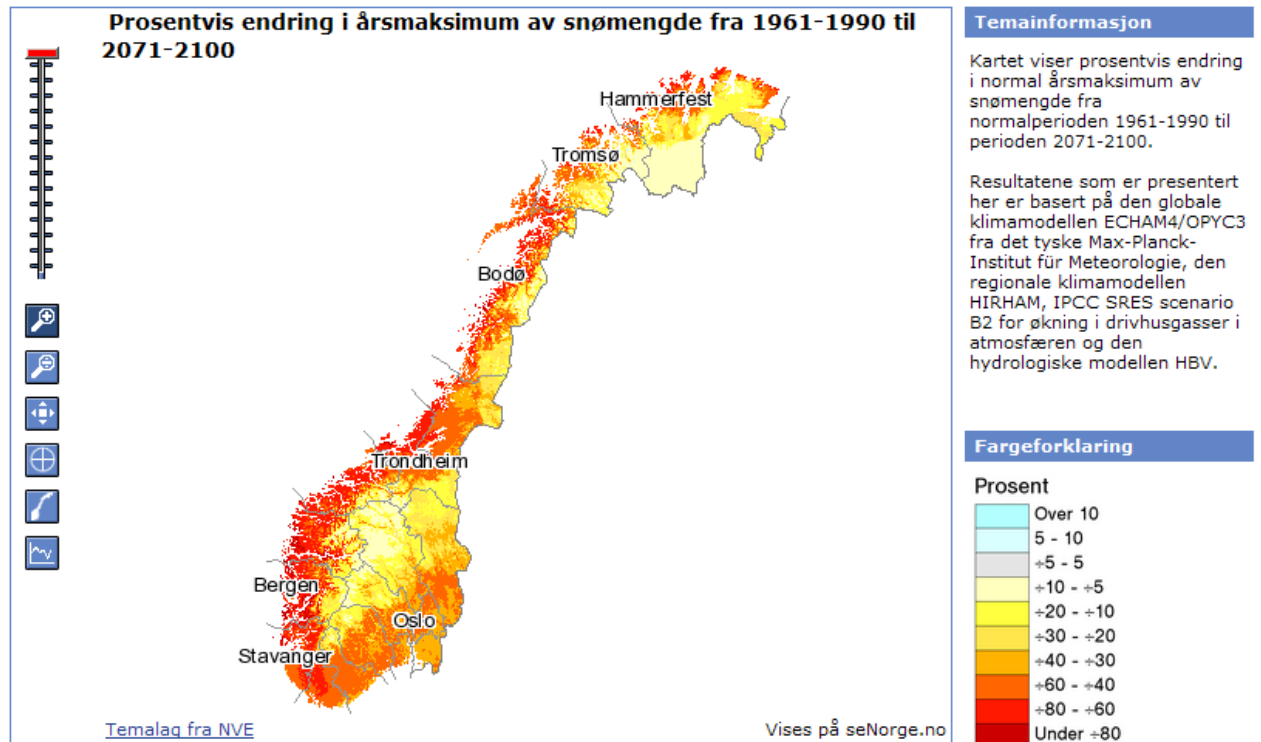 Prosentvis endring i årsmaksimum av snømengde fra 1961-1990 til
2071-2100
Hammerfest
Tromsø
Bodø
Trondheim
Bergen
Oslo
Stavanger
Temalag fra NVE
Vises på seNorge.no
Temainformasjon
Kartet viser prosentvis endring
i normal årsmaksimum av
snømengde fra
normalperioden 1961-1990 til
perioden 2071-2100.
Resultatene som er presentert
her er basert på den globale
klimamodellen ECHAM4/OPYC3
fra det tyske Max-Planck-
Institut für Meteorologie, den
regionale klimamodellen
HIRHAM, IPCC SRES scenario
B2 for økning i drivhusgasser i
atmosfæren og den
hydrologiske modellen HBV.
Fargeforklaring
Prosent
Over 10
5 - 10
÷5 - 5
÷10 - ÷5
÷20 - ÷10
÷30 - ÷20
÷40 - ÷30
÷60 - ÷40
÷80 - ÷60
Under ÷80